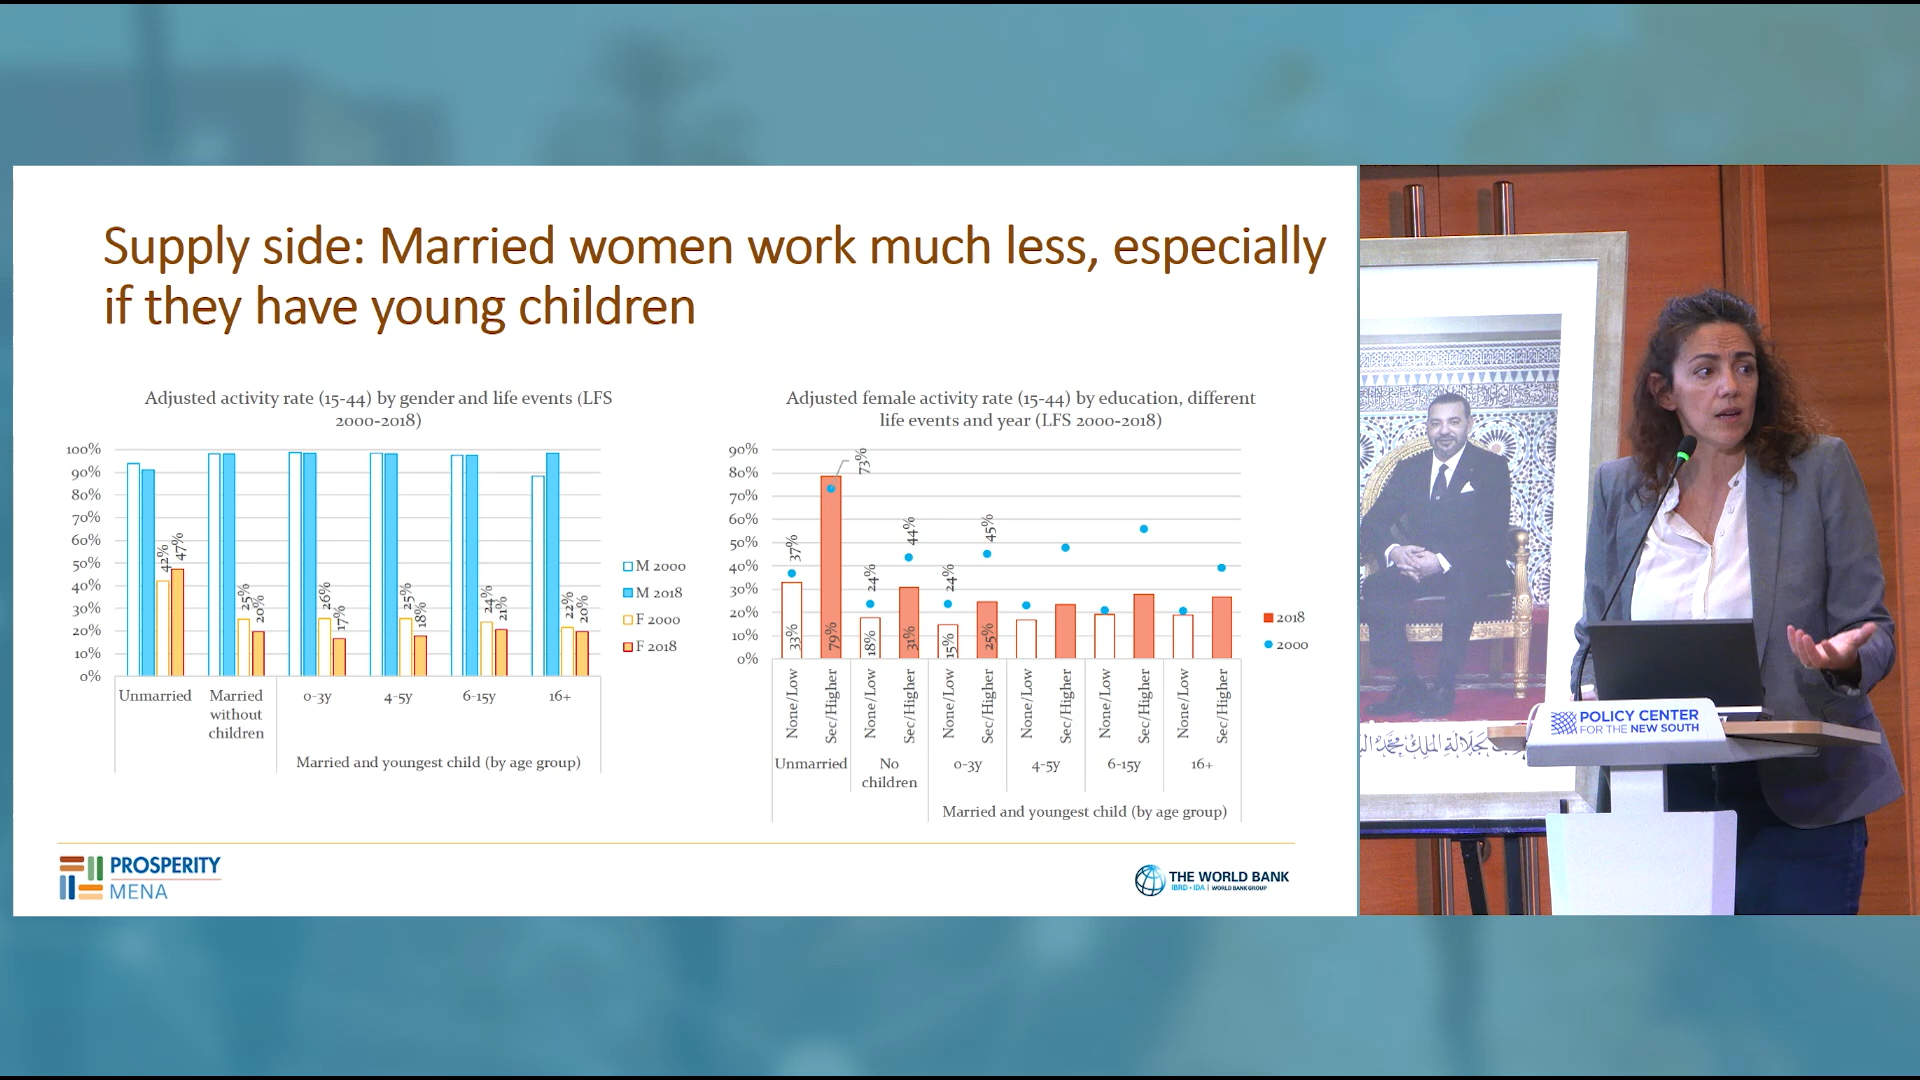 Supply side: Married women work much less, especially
if they have young children
Adjusted activity rate (15-44) by gender and life events (LFS
2000-2018)
100%
90%
80%
70%
60%
50%
40%
30%
20%
10%
0%
42%
47%
25%
20%
26%
17%
25%
18%
24%
21%
22%
20%
Unmarried
Married
without
children
0-3y
4-5y
6-15y
16+
Married and youngest child (by age group)
M 2000
M 2018
F 2000
F 2018
Adjusted female activity rate (15-44) by education, different
life events and year (LFS 2000-2018)
90%
80%
70%
60%
50%
40%
30%
20%
10%
0%
37%
73%
24%
44%
24%
45%
33%
79%
18%
31%
15%
25%
None/Low
Sec/Higher
None/Low
Sec/Higher
None/Low
Sec/Higher
None/Low
Sec/Higher
None/Low
Sec/Higher
None/Low
Sec/Higher
Unmarried
No
children
0-3y
4-5y
6-15y
16+
Married and youngest child (by age group)
2018
2000
PROSPERITY
MENA
THE WORLD BANK
IBRD • IDA | WORLD BANK GROUP
POLICY CENTER
FOR THE NEW SOUTH
جلالة الملك محمد